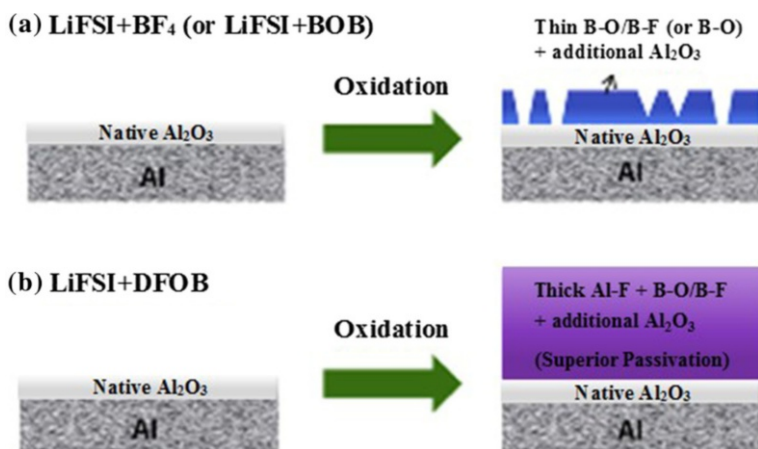 (a) LiFSI+BF₄ (or LiFSI+BOB)
Native Al₂O₃
Al
Oxidation
Thin B-O/B-F (or B-O)
+ additional Al₂O₃
Native Al₂O₃
Al
(b) LiFSI+DFOB
Native Al₂O₃
Al
Oxidation
Thick Al-F + B-O/B-F
+ additional Al₂O₃
(Superior Passivation)
Native Al₂O₃
Al